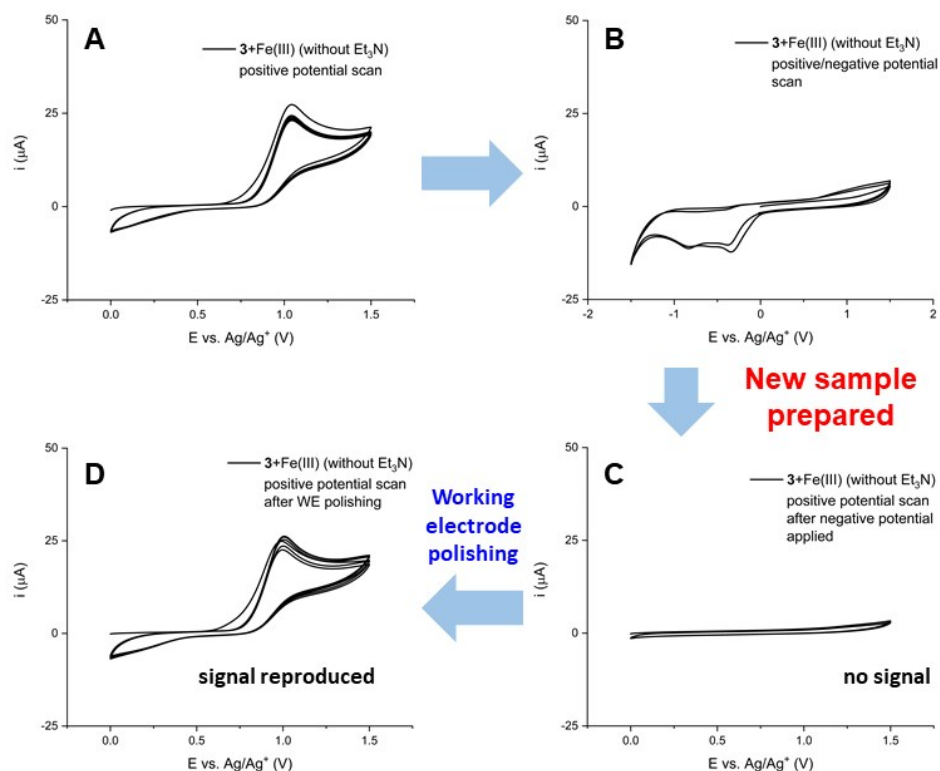 A
3+Fe(III) (without Et₃N)
positive potential scan
50
25
0
-25
i (μA)
0.0 0.5 1.0 1.5
E vs. Ag/Ag⁺ (V)
B
3+Fe(III) (without Et₃N)
positive/negative potential
scan
50
25
0
-25
i (μA)
-2 -1 0 1 2
E vs. Ag/Ag⁺ (V)
New sample
prepared
D
3+Fe(III) (without Et₃N)
positive potential scan
after WE polishing
50
25
0
-25
i (μA)
signal reproduced
0.0 0.5 1.0 1.5
E vs. Ag/Ag⁺ (V)
Working
electrode
polishing
C
3+Fe(III) (without Et₃N)
positive potential scan
after negative potential
applied
50
25
0
-25
i (μA)
no signal
0.0 0.5 1.0 1.5
E vs. Ag/Ag⁺ (V)